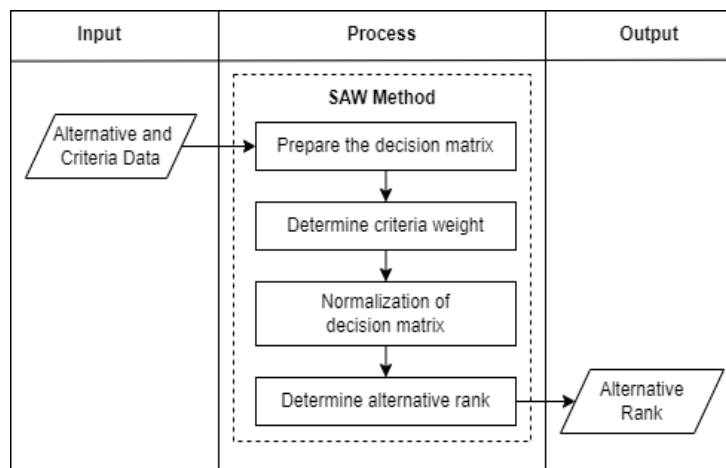 Input
Process
Output
SAW Method
Alternative and
Criteria Data
Prepare the decision matrix
Determine criteria weight
Normalization of
decision matrix
Determine alternative rank
Alternative
Rank